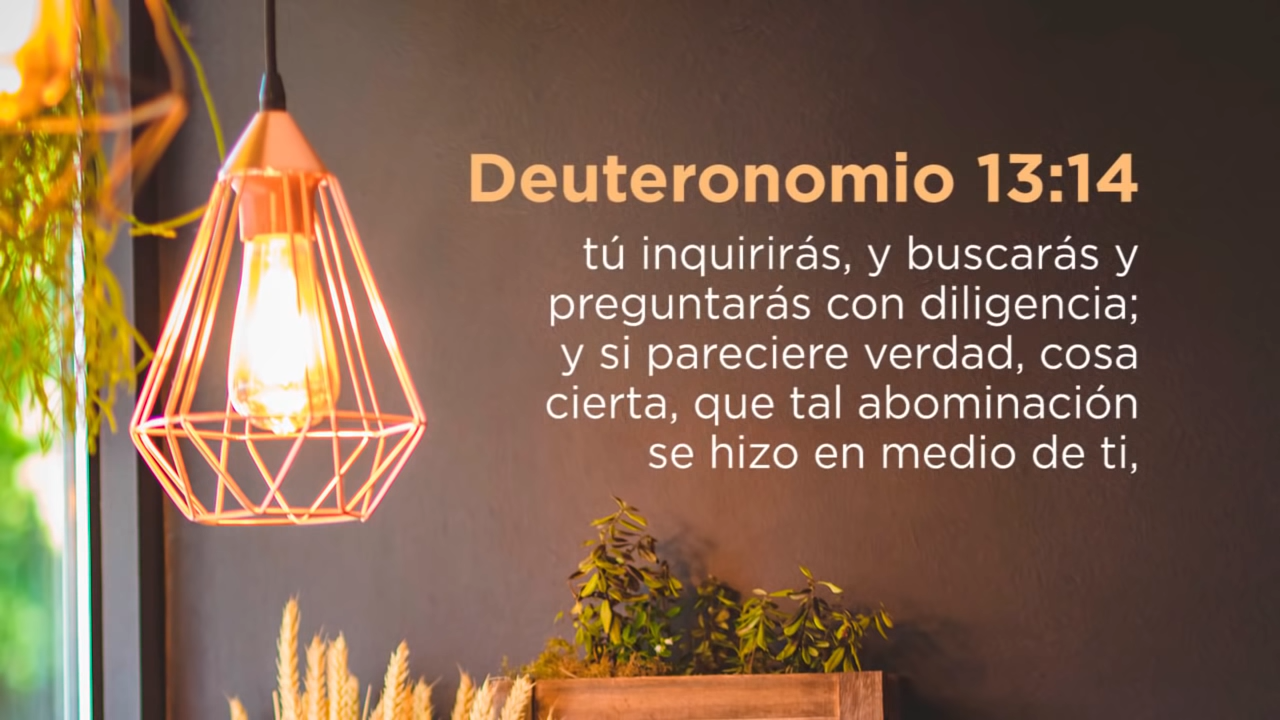 Deuteronomio 13:14
tú inquirirás, y buscarás y
preguntarás con diligencia;
y si pareciere verdad, cosa
cierta, que tal abominación
se hizo en medio de ti,